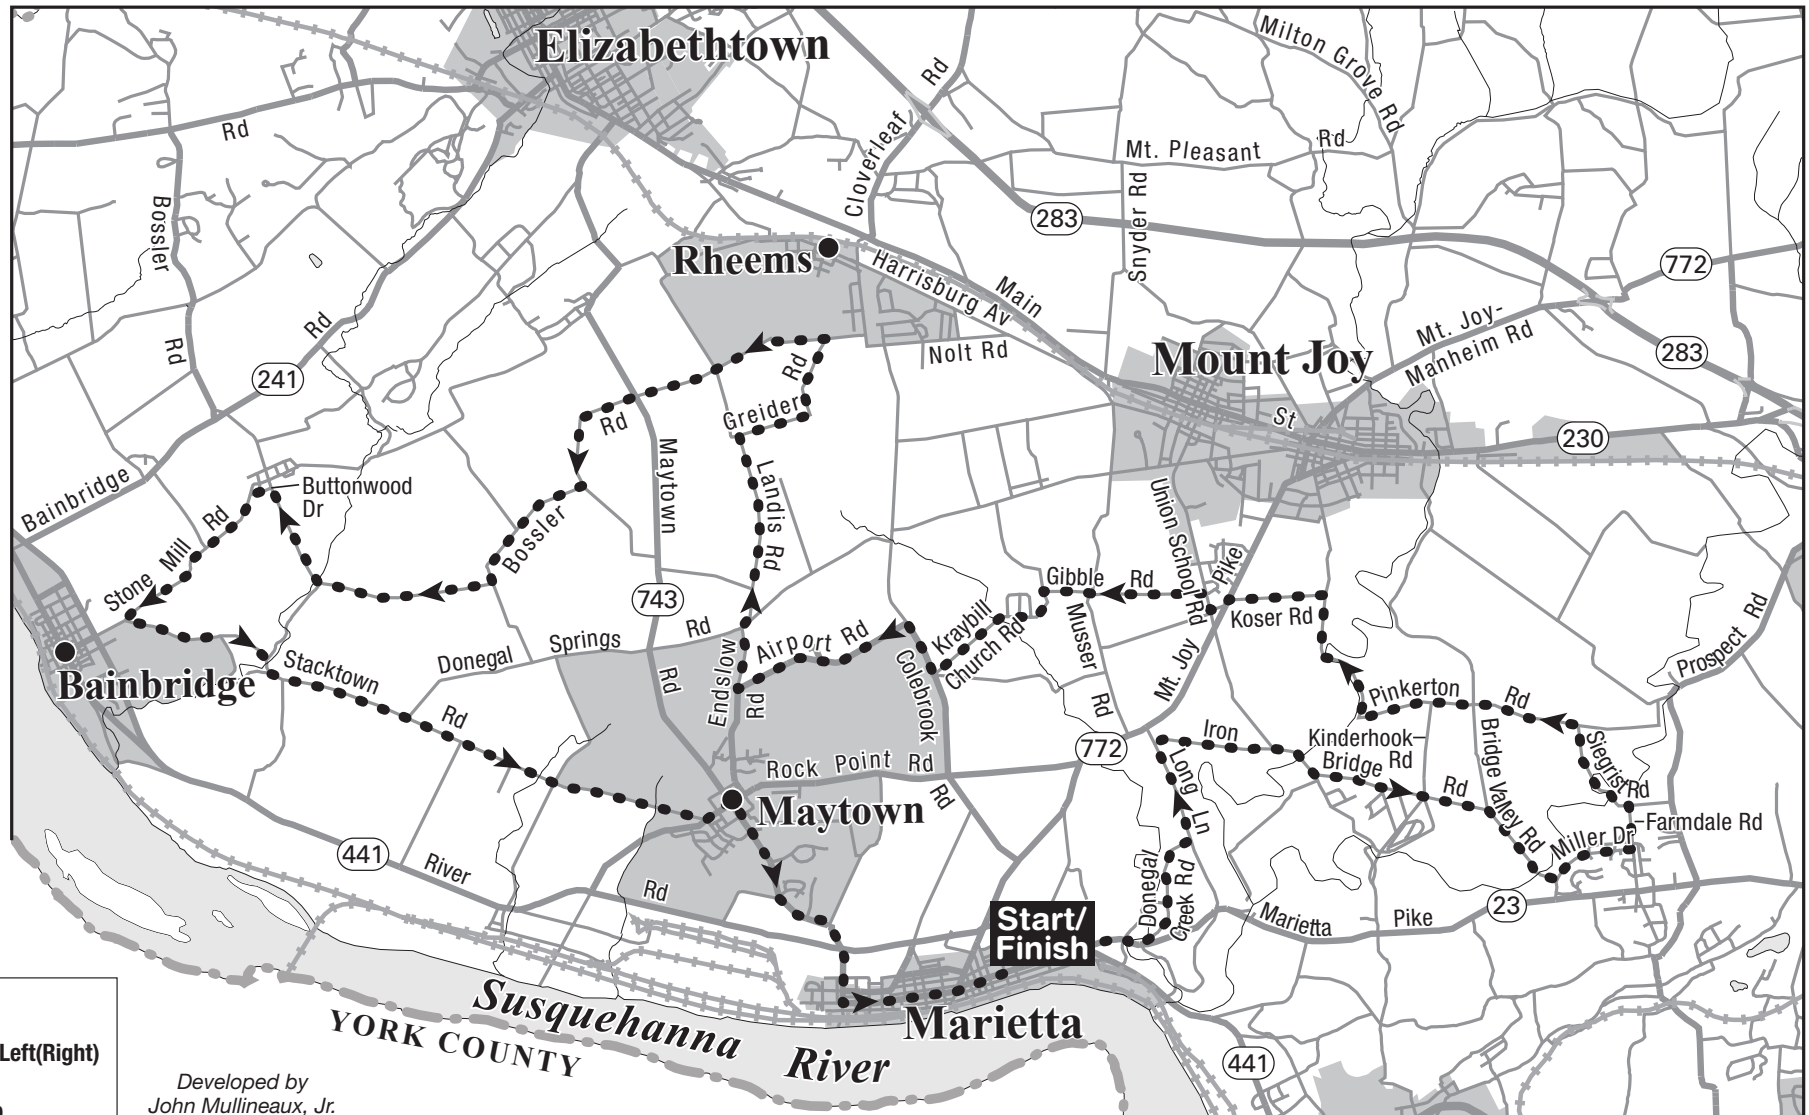 Elizabethtown
Milton Grove Rd
Rd
Rd
Cloverleaf
Mt. Pleasant
Rd
Bossler
Rd
Snyder Rd
283
772
Rheems
Harrisburg Av
Main
Mt. Joy-
Manheim Rd
283
Rd
241
Nolt Rd
Mount Joy
Rd
Greider
St
230
Rd
Maytown
Landis Rd
Bainbridge
Buttonwood
Dr
Stone Mill Rd
Bossler
Union School Rd
Pike
Gibble Rd
743
Koser Rd
Musser
Rd
Kraybill
Church Rd
Springs
Rd
Airport Rd
Donegal
Endslow
Rd
Rd
Colebrook
Rd
Mt. Joy
Prospect Rd
Bainbridge
Stacktown
Rd
Pinkerton Rd
Iron
Kinderhook
Rd
Bridge
Rd
Bridge Valley Rd
Siegrist
Rd
772
Long
Ln
Rock Point Rd
Maytown
Farmdale Rd
Miller Dr
441
River
Rd
Donegal
Creek Rd
Start/
Finish
Marietta Pike
23
Susquehanna River
Marietta
YORK COUNTY
441
Left(Right)
Developed by
John Mullineaux, Jr.